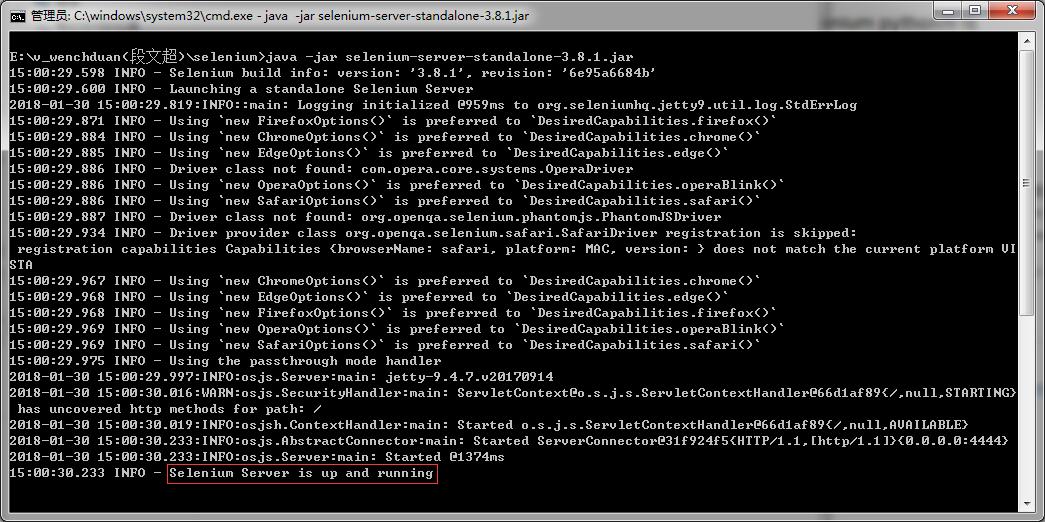 管理员: C:\windows\system32\cmd.exe - java -jar selenium-server-standalone-3.8.1.jar
E:\v_wenchduan(段文超)\selenium>java -jar selenium-server-standalone-3.8.1.jar
15:00:29.598 INFO - Selenium build info: version: '3.8.1', revision: '6e95a6684b'
15:00:29.600 INFO - Launching a standalone Selenium Server
2018-01-30 15:00:29.819:INFO::main: Logging initialized @959ms to org.seleniumhq.jetty9.util.log.StdErrLog
15:00:29.871 INFO - Using `new FirefoxOptions()` is preferred to `DesiredCapabilities.firefox()`
15:00:29.884 INFO - Using `new ChromeOptions()` is preferred to `DesiredCapabilities.chrome()`
15:00:29.885 INFO - Using `new EdgeOptions()` is preferred to `DesiredCapabilities.edge()`
15:00:29.886 INFO - Driver class not found: com.opera.core.systems.OperaDriver
15:00:29.886 INFO - Using `new OperaOptions()` is preferred to `DesiredCapabilities.operaBlink()`
15:00:29.886 INFO - Using `new SafariOptions()` is preferred to `DesiredCapabilities.safari()`
15:00:29.887 INFO - Driver class not found: org.openqa.selenium.phantomjs.PhantomJSDriver
15:00:29.934 INFO - Driver provider class org.openqa.selenium.safari.SafariDriver registration is skipped:
registration capabilities Capabilities {browserName: safari, platform: MAC, version: } does not match the current platform VI
STA
15:00:29.967 INFO - Using `new ChromeOptions()` is preferred to `DesiredCapabilities.chrome()`
15:00:29.968 INFO - Using `new EdgeOptions()` is preferred to `DesiredCapabilities.edge()`
15:00:29.968 INFO - Using `new FirefoxOptions()` is preferred to `DesiredCapabilities.firefox()`
15:00:29.969 INFO - Using `new OperaOptions()` is preferred to `DesiredCapabilities.operaBlink()`
15:00:29.969 INFO - Using `new SafariOptions()` is preferred to `DesiredCapabilities.safari()`
15:00:29.975 INFO - Using the passthrough mode handler
2018-01-30 15:00:29.997:INFO:osjs.Server:main: jetty-9.4.7.v20170914
2018-01-30 15:00:30.016:WARN:osjs.SecurityHandler:main: ServletContext@o.s.j.s.ServletContextHandler@66d1af89{/,null,STARTING}
has uncovered http methods for path: /
2018-01-30 15:00:30.019:INFO:osjsh.ContextHandler:main: Started o.s.j.s.ServletContextHandler@66d1af89{/,null,AVAILABLE}
2018-01-30 15:00:30.233:INFO:osjs.AbstractConnector:main: Started ServerConnector@31f924f5{HTTP/1.1,[http/1.1]}{0.0.0.0:4444}
2018-01-30 15:00:30.233:INFO:osjs.Server:main: Started @1374ms
15:00:30.233 INFO - Selenium Server is up and running